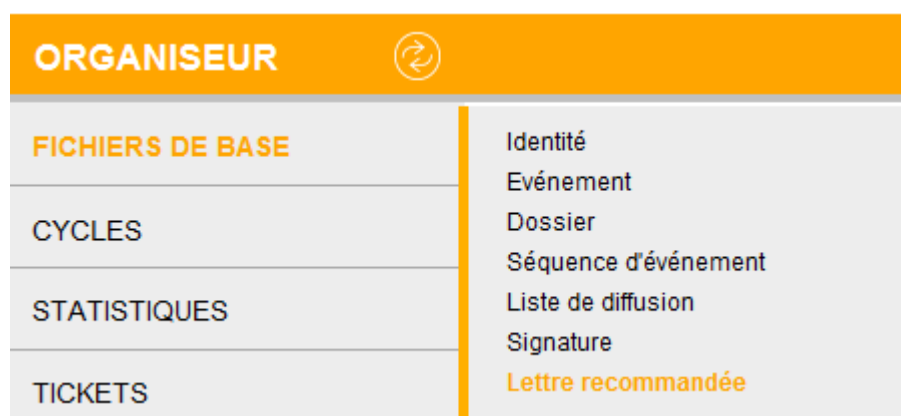 ORGANISEUR
FICHIERS DE BASE
CYCLES
STATISTIQUES
TICKETS
Identité
Evénement
Dossier
Séquence d'événement
Liste de diffusion
Signature
Lettre recommandée